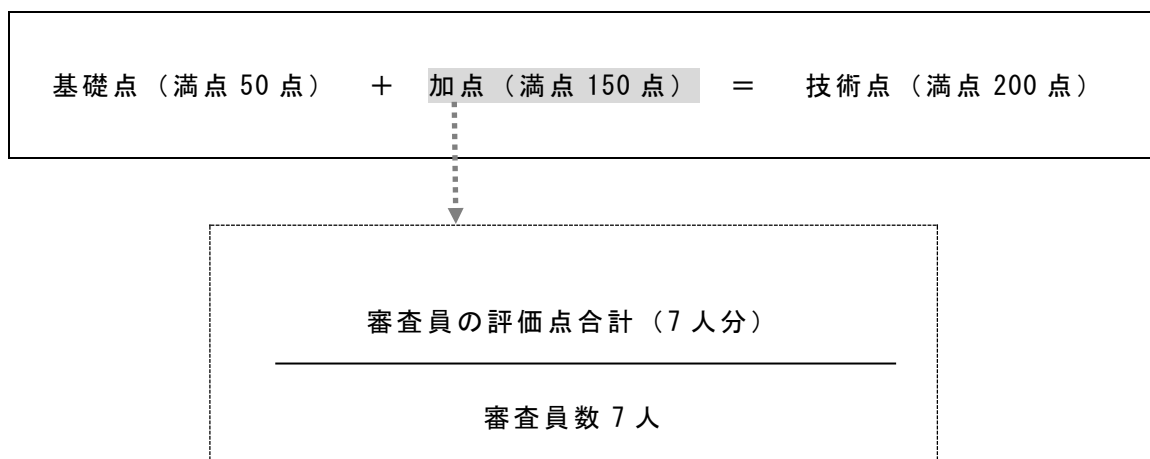 基礎点（満点 50 点） ＋ 加点（満点 150 点） ＝ 技術点（満点 200 点）
審査員の評価点合計（7 人分）
審査員数 7 人